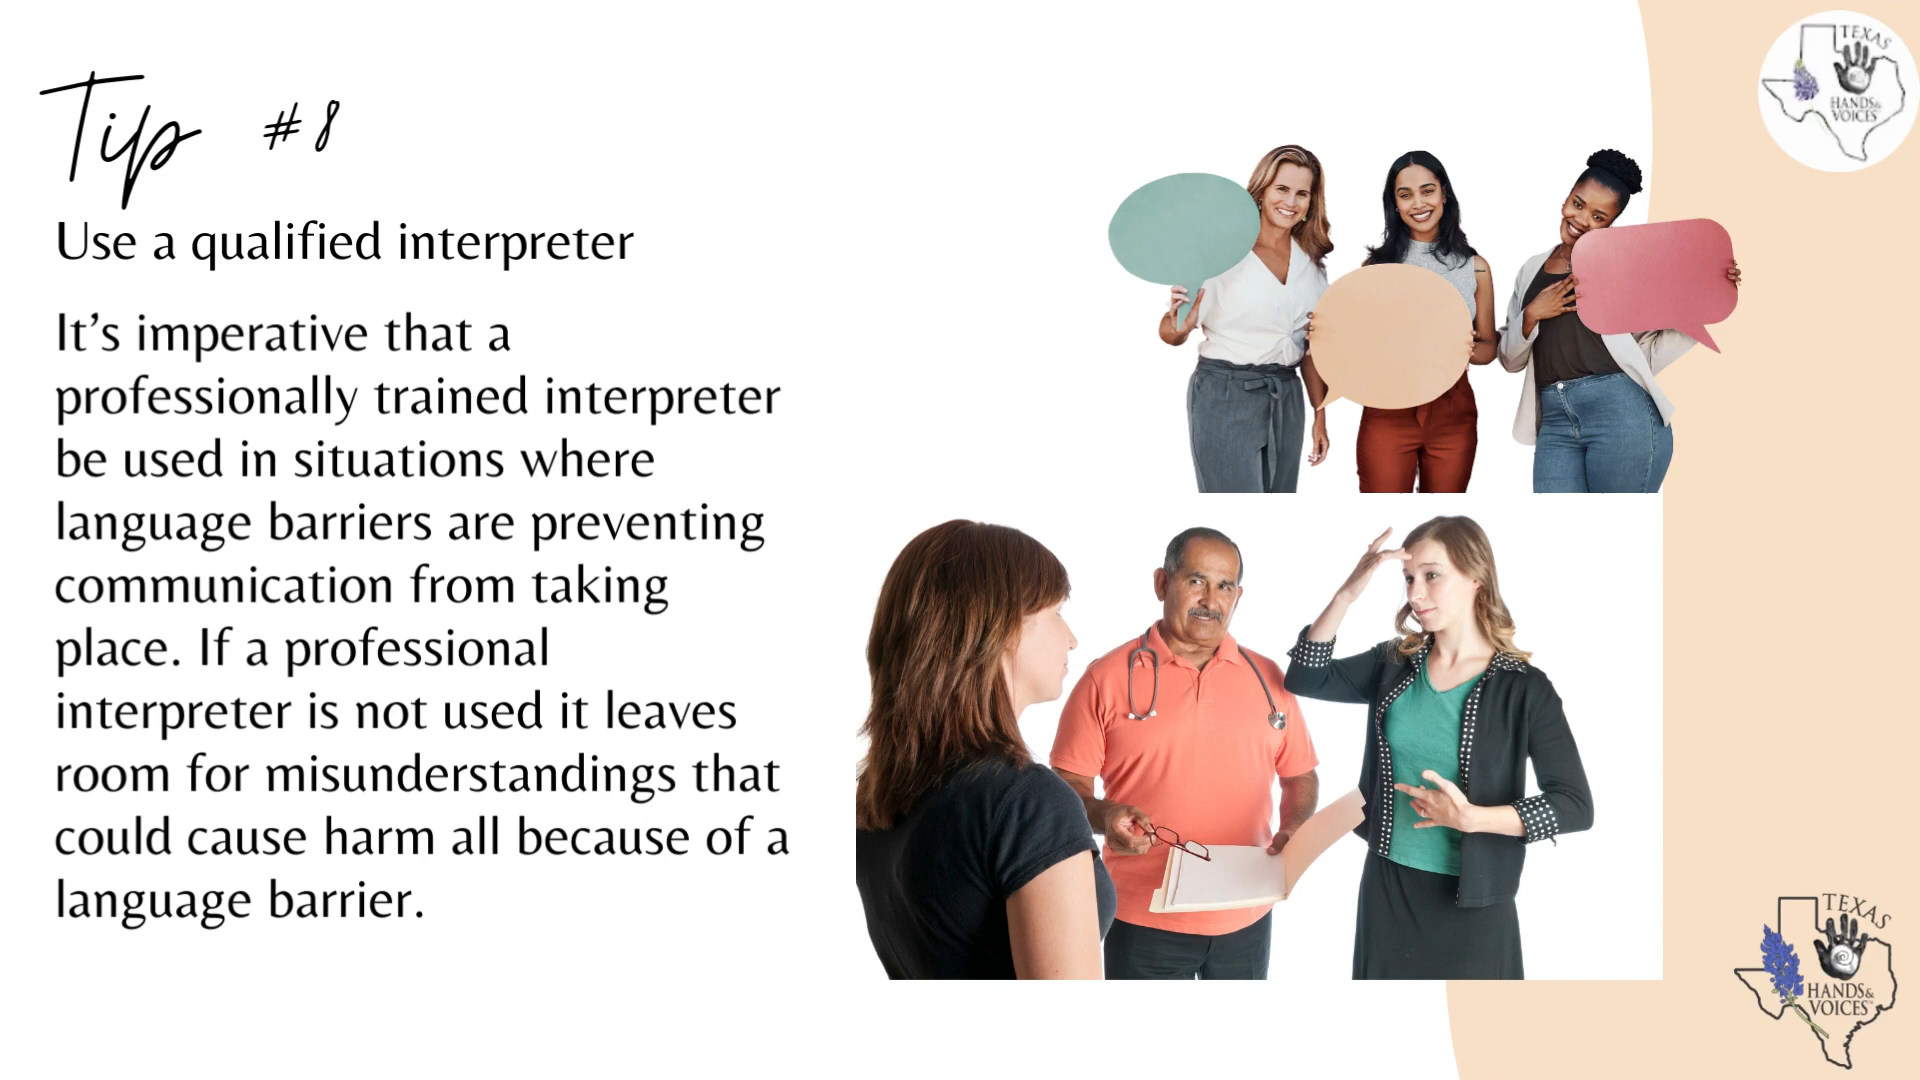 Tip #8
Use a qualified interpreter
It’s imperative that a
professionally trained interpreter
be used in situations where
language barriers are preventing
communication from taking
place. If a professional
interpreter is not used it leaves
room for misunderstandings that
could cause harm all because of a
language barrier.
TEXAS
HANDS&
VOICES
TEXAS
HANDS&
VOICES